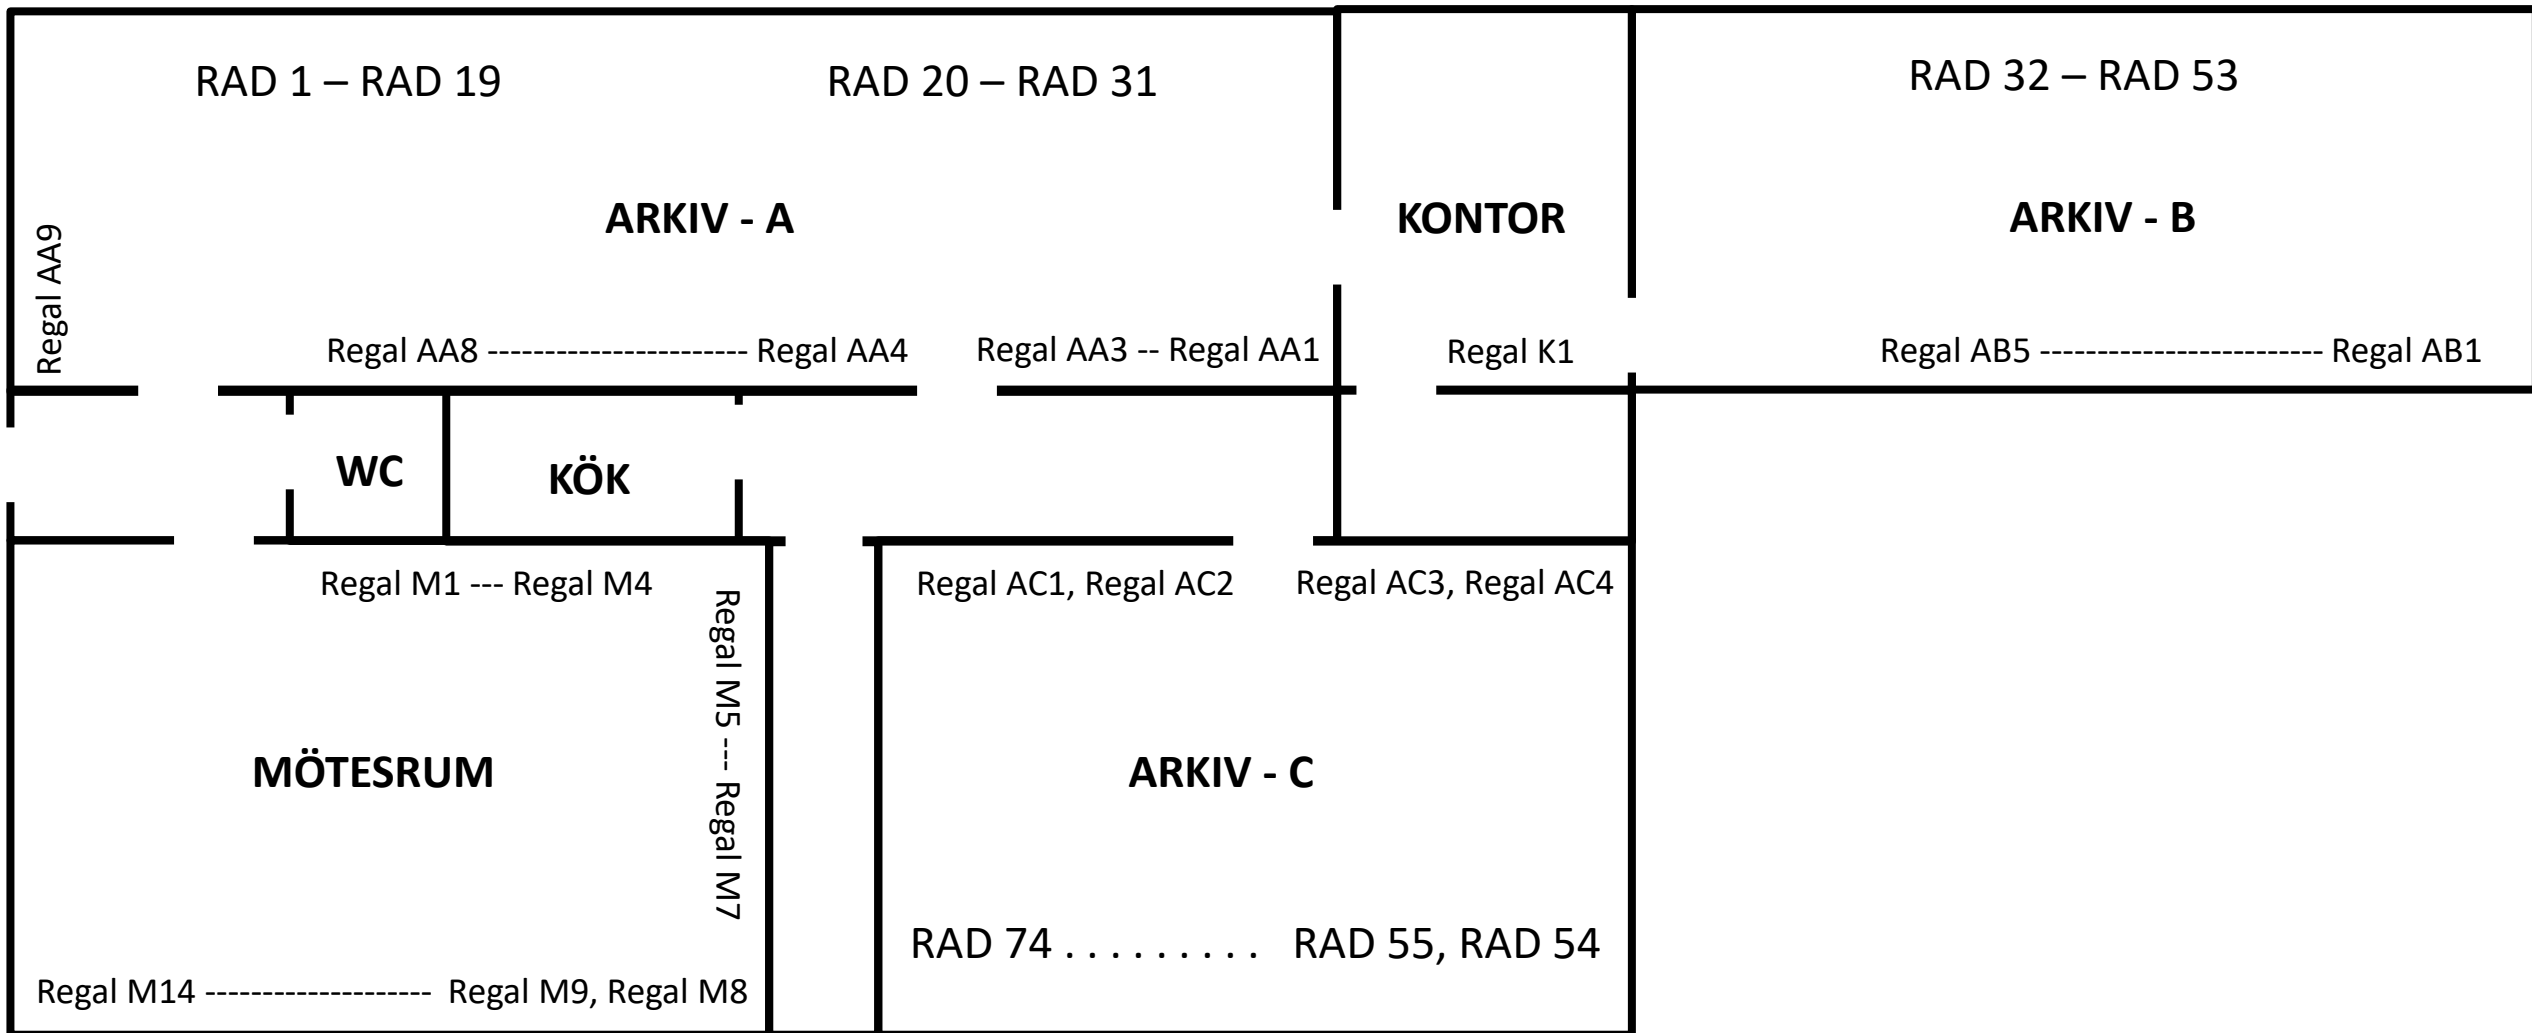 RAD 1 – RAD 19
RAD 20 – RAD 31
RAD 32 – RAD 53
ARKIV - A
KONTOR
ARKIV - B
Regal AA9
Regal AA8 ----------------------- Regal AA4
Regal AA3 -- Regal AA1
Regal K1
Regal AB5 ------------------------- Regal AB1
WC
KÖK
Regal M1 --- Regal M4
Regal M5 --- Regal M7
Regal AC1, Regal AC2
Regal AC3, Regal AC4
MÖTESRUM
ARKIV - C
RAD 74 . . . . . . . . . RAD 55, RAD 54
Regal M14 -------------------- Regal M9, Regal M8